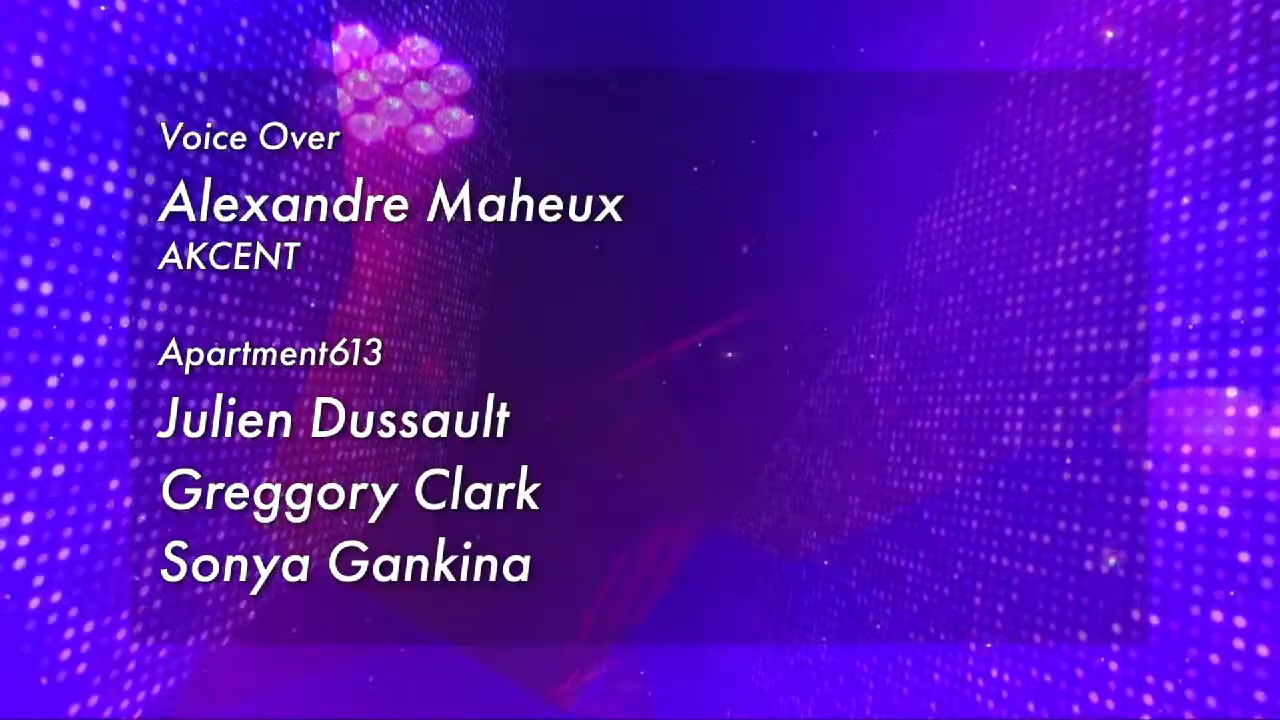 Voice Over
Alexandre Maheux
AKCENT
Apartment613
Julien Dussault
Greggory Clark
Sonya Gankina